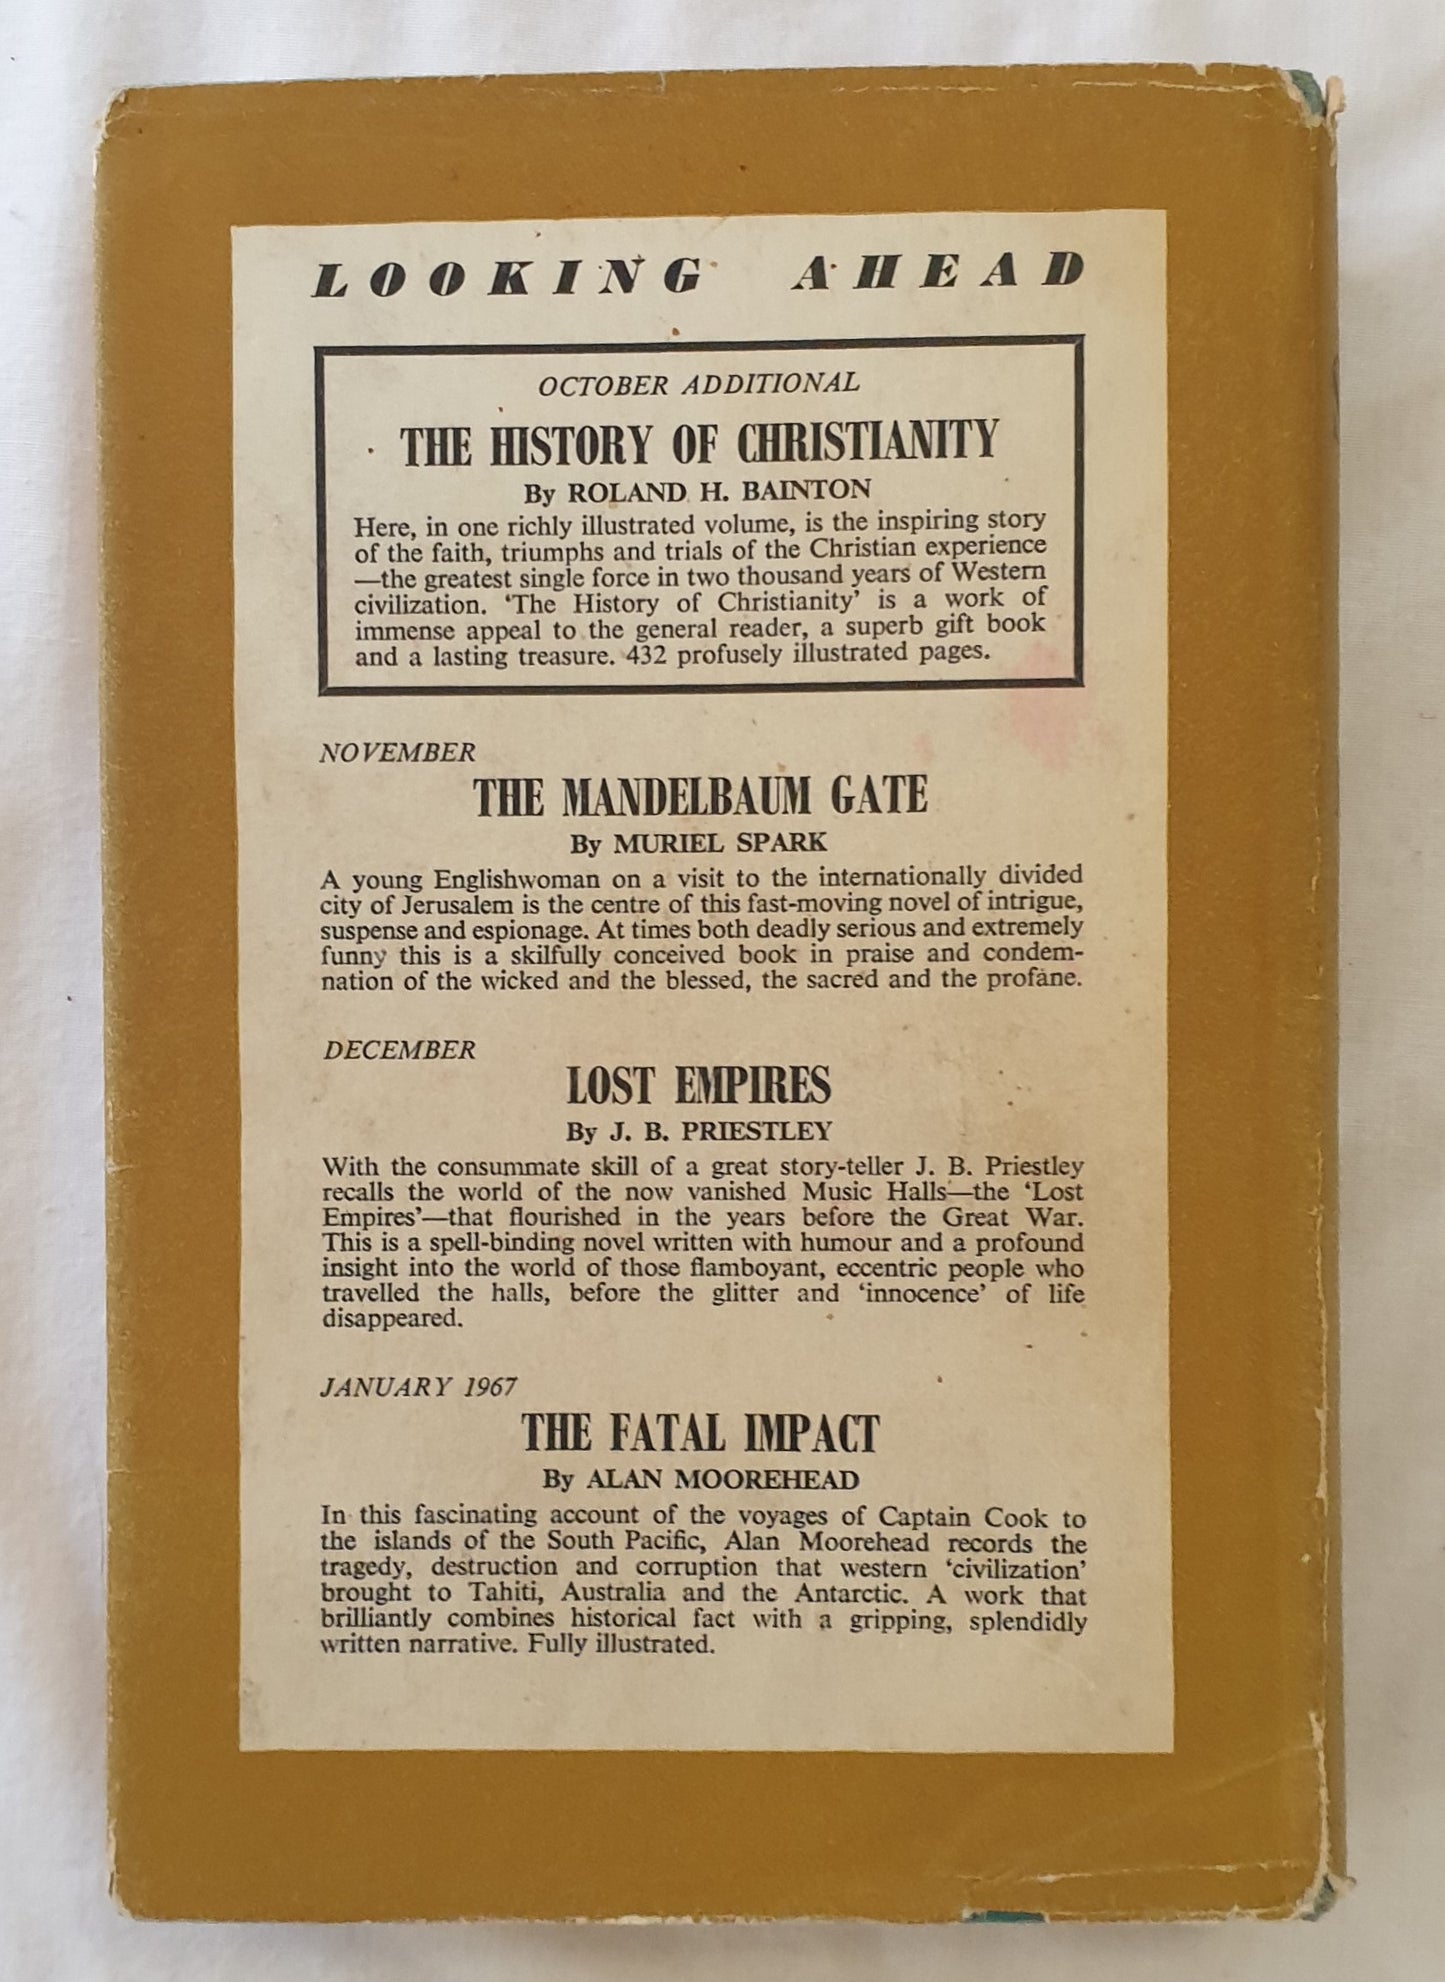 LOOKING AHEAD
OCTOBER ADDITIONAL
THE HISTORY OF CHRISTIANITY
By ROLAND H. BAINTON
Here, in one richly illustrated volume, is the inspiring story
of the faith, triumphs and trials of the Christian experience
—the greatest single force in two thousand years of Western
civilization. ‘The History of Christianity’ is a work of
immense appeal to the general reader, a superb gift book
and a lasting treasure. 432 profusely illustrated pages.
NOVEMBER
THE MANDELBAUM GATE
By MURIEL SPARK
A young Englishwoman on a visit to the internationally divided
city of Jerusalem is the centre of this fast-moving novel of intrigue,
suspense and espionage. At times both deadly serious and extremely
funny this is a skilfully conceived book in praise and condem-
nation of the wicked and the blessed, the sacred and the profane.
DECEMBER
LOST EMPIRES
By J. B. PRIESTLEY
With the consummate skill of a great story-teller J. B. Priestley
recalls the world of the now vanished Music Halls—the ‘Lost
Empires’—that flourished in the years before the Great War.
This is a spell-binding novel written with humour and a profound
insight into the world of those flamboyant, eccentric people who
travelled the halls, before the glitter and ‘innocence’ of life
disappeared.
JANUARY 1967
THE FATAL IMPACT
By ALAN MOOREHEAD
In this fascinating account of the voyages of Captain Cook to
the islands of the South Pacific, Alan Moorehead records the
tragedy, destruction and corruption that western ‘civilization’
brought to Tahiti, Australia and the Antarctic. A work that
brilliantly combines historical fact with a gripping, splendidly
written narrative. Fully illustrated.